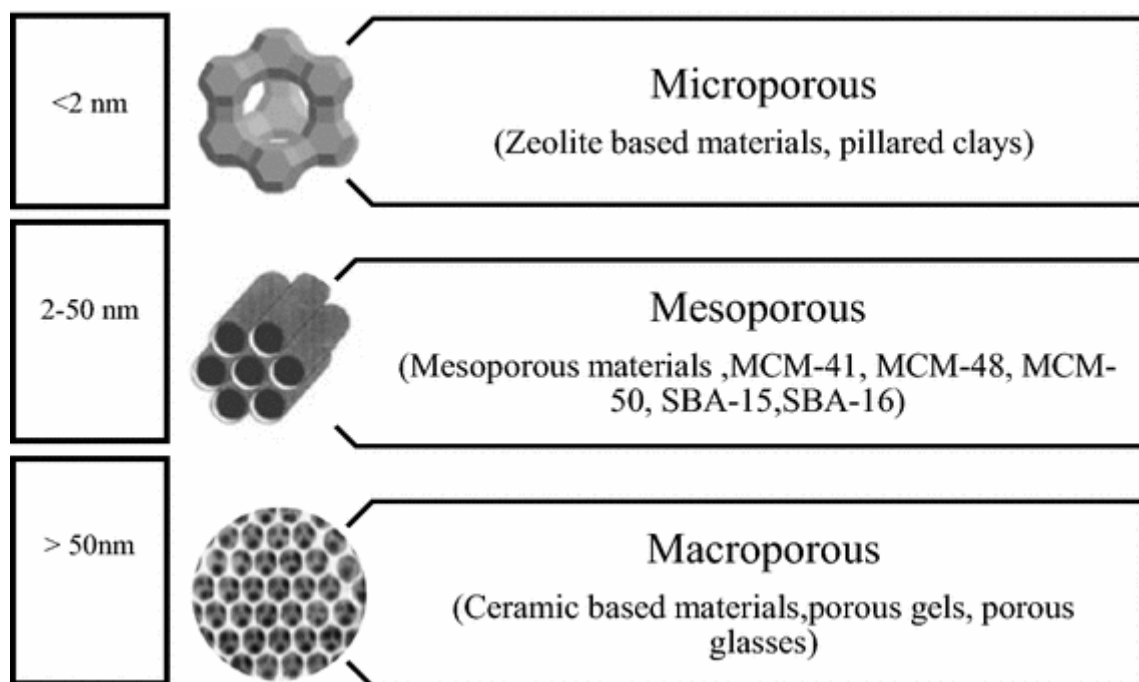 <2 nm
Microporous
(Zeolite based materials, pillared clays)
2-50 nm
Mesoporous
(Mesoporous materials ,MCM-41, MCM-48, MCM-
50, SBA-15,SBA-16)
> 50nm
Macroporous
(Ceramic based materials,porous gels, porous
glasses)